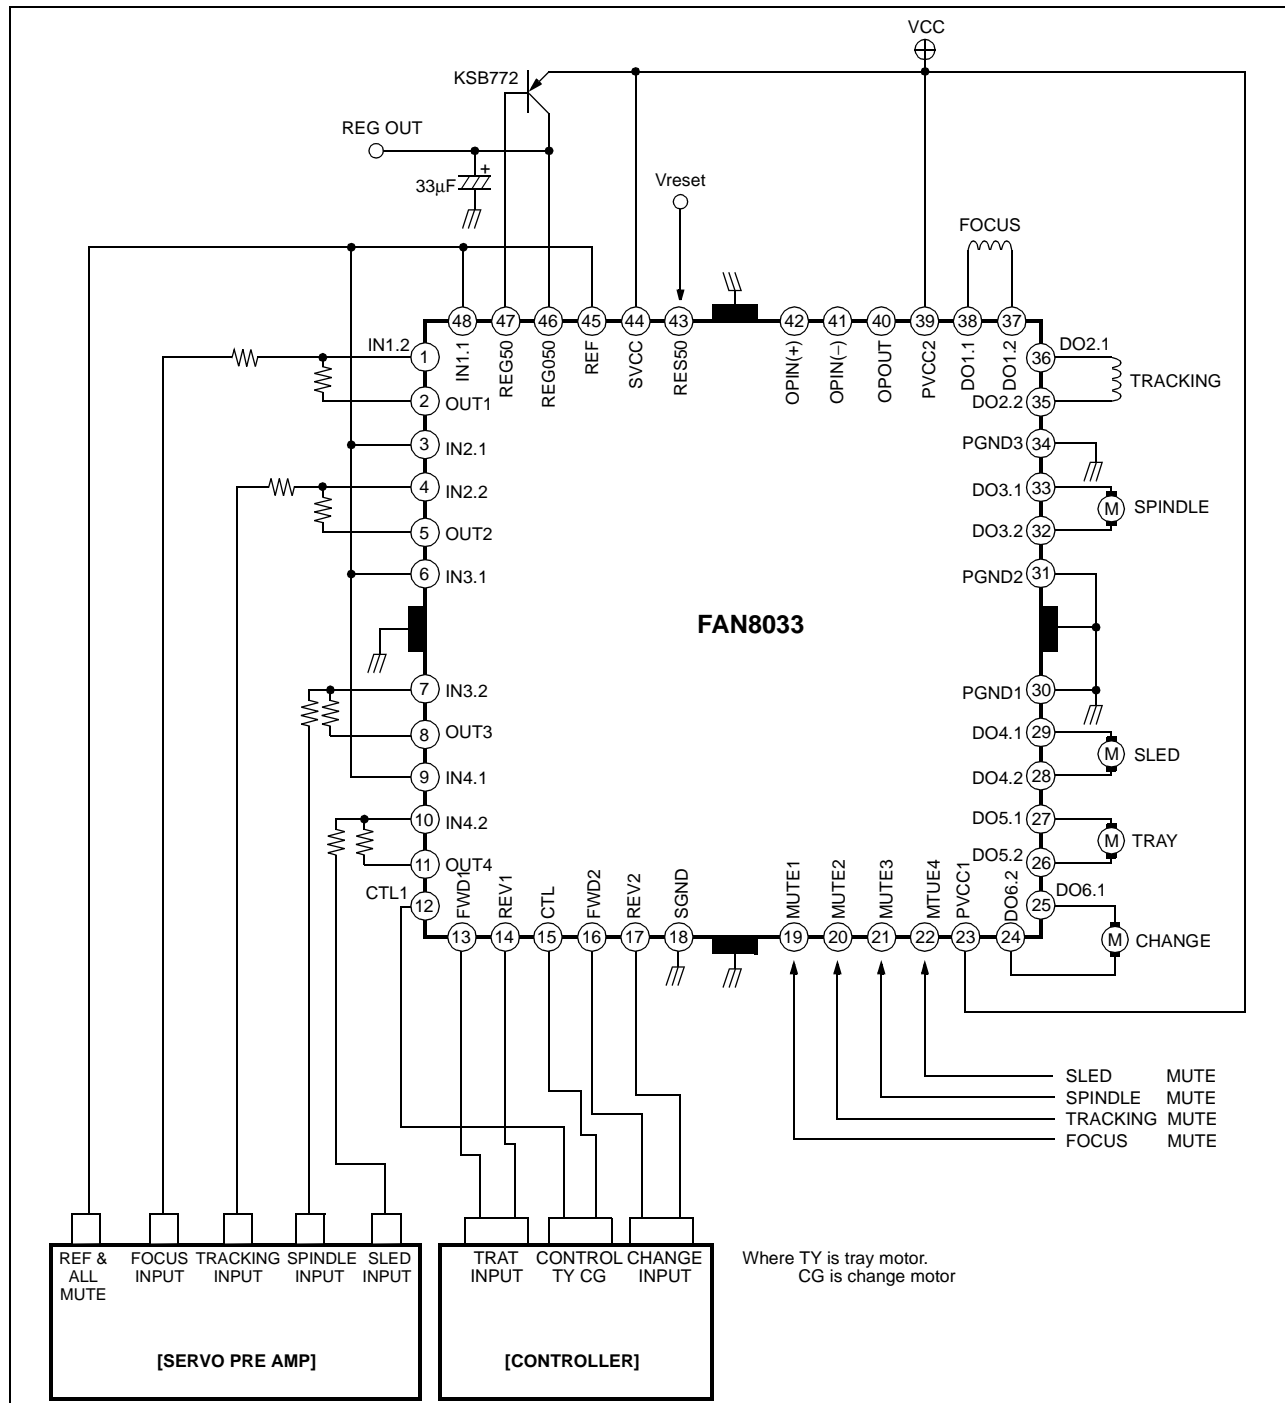 VCC
KSB772
REG OUT
33μF
+
Vreset
FOCUS
48 47 46 45 44 43 42 41 40 39 38 37
IN1.1
REG50
REG050
REF
SVCC
RES50
OPIN(+)
OPIN(−)
OPOUT
PVCC2
DO1.1
DO1.2
IN1.2
1
2 OUT1
3 IN2.1
4 IN2.2
5 OUT2
6 IN3.1
7 IN3.2
8 OUT3
9 IN4.1
10 IN4.2
11 OUT4
CTL1
12
FAN8033
DO2.1
36
TRACKING
DO2.2 35
PGND3 34
DO3.1 33
M SPINDLE
DO3.2 32
PGND2 31
PGND1 30
DO4.1 29
M SLED
DO4.2 28
DO5.1 27
M TRAY
DO5.2 26
DO6.1
25
M CHANGE
FWD1
REV1
CTL
FWD2
REV2
SGND
MUTE1
MUTE2
MUTE3
MTUE4
PVCC1
DO6.2
13 14 15 16 17 18 19 20 21 22 23 24
SLED MUTE
SPINDLE MUTE
TRACKING MUTE
FOCUS MUTE
REF &
ALL
MUTE
FOCUS
INPUT
TRACKING
INPUT
SPINDLE
INPUT
SLED
INPUT
[SERVO PRE AMP]
TRAT
INPUT
CONTROL
TY CG
CHANGE
INPUT
[CONTROLLER]
Where TY is tray motor.
CG is change motor